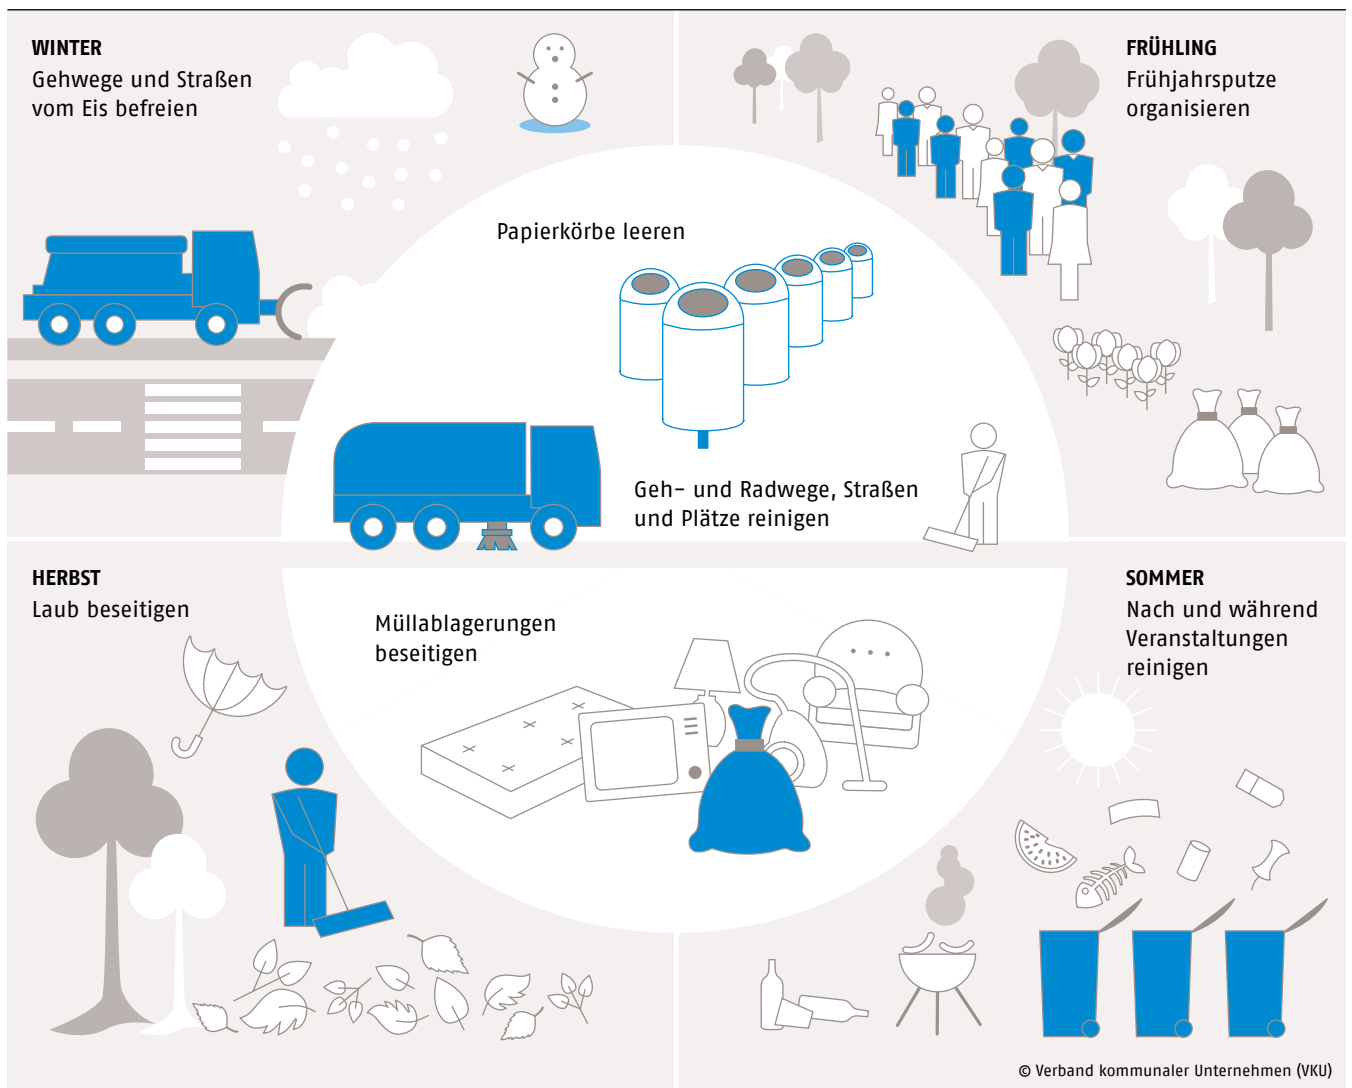 WINTER
Gehwege und Straßen
vom Eis befreien
FRÜHLING
Frühjahrsputze
organisieren
Papierkörbe leeren
Geh- und Radwege, Straßen
und Plätze reinigen
HERBST
Laub beseitigen
Müllablagerungen
beseitigen
SOMMER
Nach und während
Veranstaltungen
reinigen
© Verband kommunaler Unternehmen (VKU)